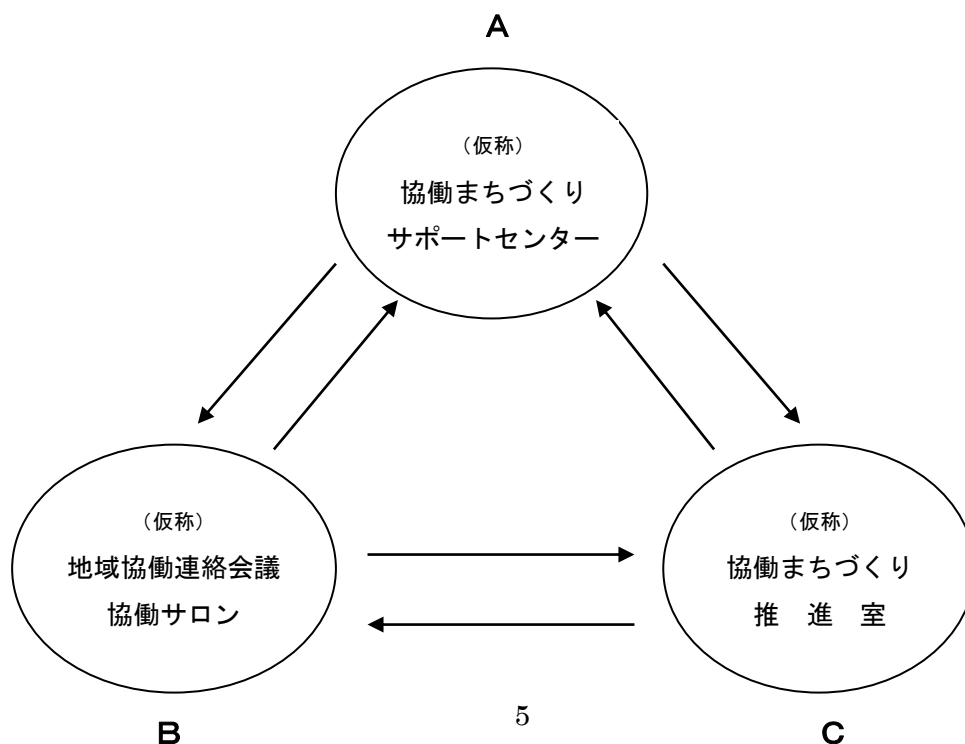 A
（仮称）
協働まちづくり
サポートセンター
（仮称）
地域協働連絡会議
協働サロン
（仮称）
協働まちづくり
推　進　室
B
5
C